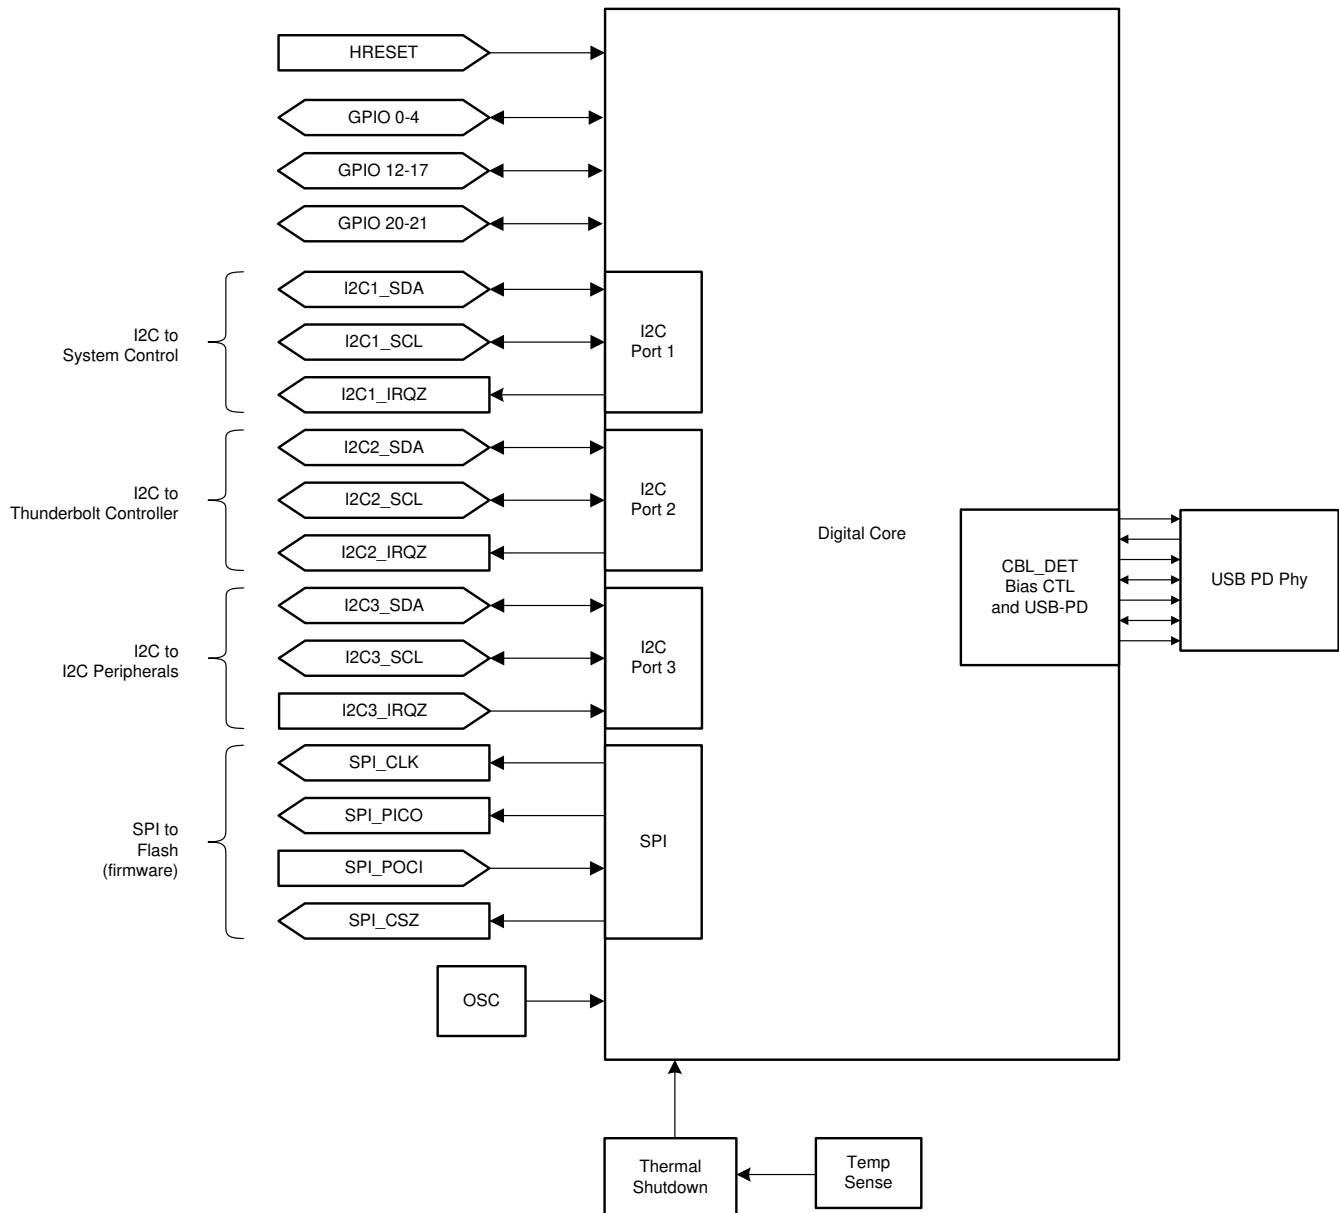 HRESET
GPIO 0-4
GPIO 12-17
GPIO 20-21
I2C to
System Control
I2C1_SDA
I2C1_SCL
I2C1_IRQZ
I2C
Port 1
I2C to
Thunderbolt Controller
I2C2_SDA
I2C2_SCL
I2C2_IRQZ
I2C
Port 2
I2C to
I2C Peripherals
I2C3_SDA
I2C3_SCL
I2C3_IRQZ
I2C
Port 3
SPI to
Flash
(firmware)
SPI_CLK
SPI_PICO
SPI_POCI
SPI_CSZ
SPI
OSC
Digital Core
CBL_DET
Bias CTL
and USB-PD
USB PD Phy
Thermal
Shutdown
Temp
Sense